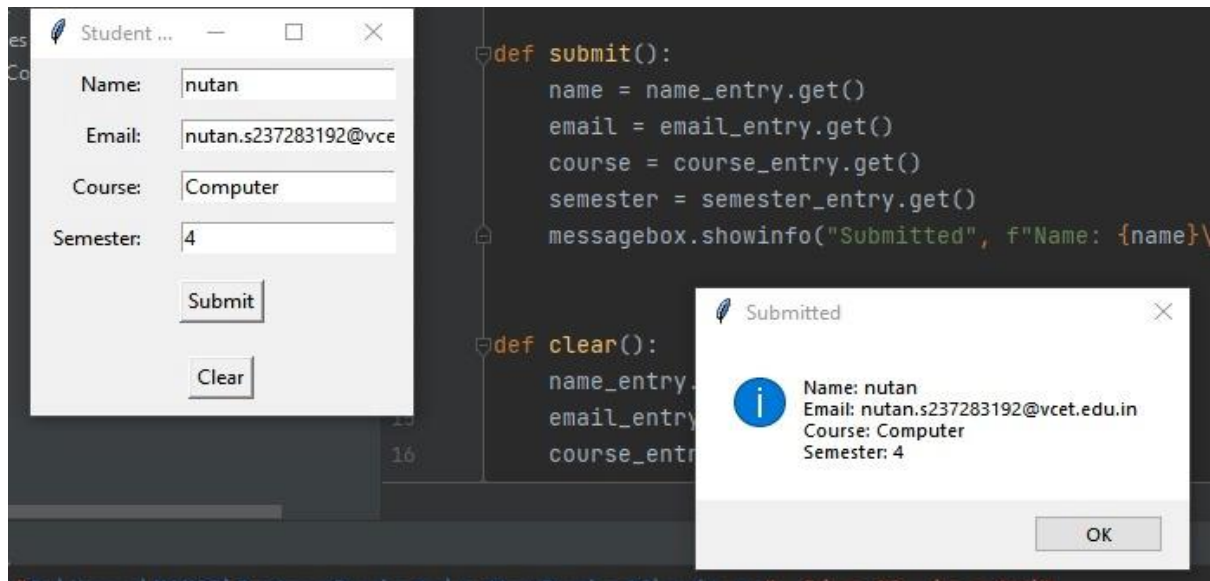 es
Co
Student ...
Name:
nutan
Email:
nutan.s237283192@vce
Course:
Computer
Semester:
4
Submit
Clear
def submit():
name = name_entry.get()
email = email_entry.get()
course = course_entry.get()
semester = semester_entry.get()
messagebox.showinfo("Submitted", f"Name: {name}\
def clear():
name_entry.
email_entry
16 course_entr
Submitted
Name: nutan
Email: nutan.s237283192@vcet.edu.in
Course: Computer
Semester: 4
OK